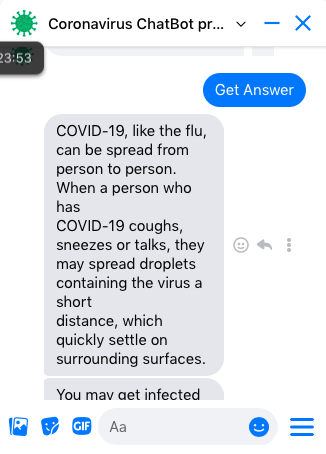 Coronavirus ChatBot pr...
23:53
Get Answer
COVID-19, like the flu,
can be spread from
person to person.
When a person who
has
COVID-19 coughs,
sneezes or talks, they
may spread droplets
containing the virus a
short
distance, which
quickly settle on
surrounding surfaces.
You may get infected
GIF
Aa